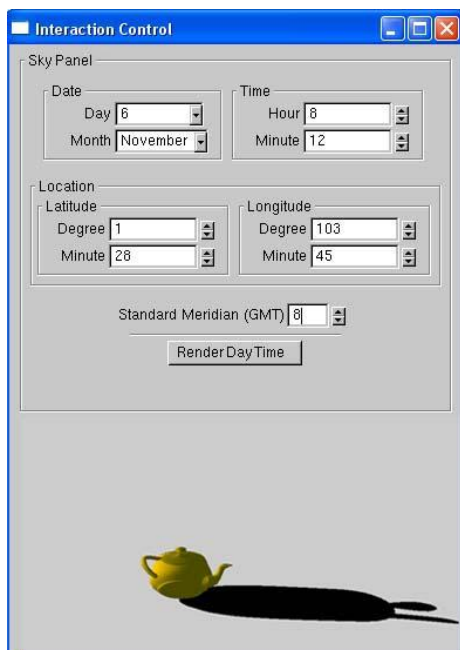 Interaction Control
Sky Panel
Date
Day 6
Month November
Time
Hour 8
Minute 12
Location
Latitude
Degree 1
Minute 28
Longitude
Degree 103
Minute 45
Standard Meridian (GMT) 8
Render Day Time